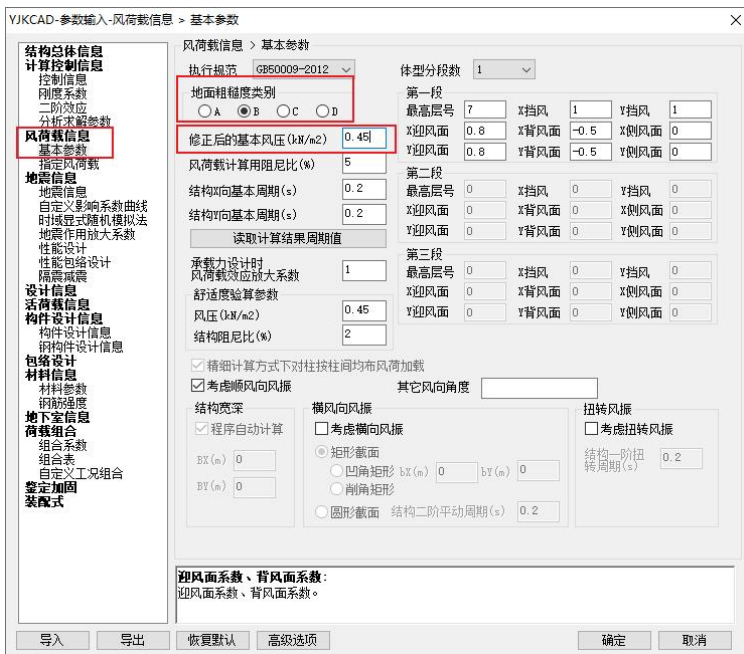 YJKCAD-参数输入-风荷载信息 > 基本参数
结构总体信息
计算控制信息
控制信息
刚度系数
二阶效应
分析求解参数
风荷载信息
基本参数
指定风荷载
地震信息
地震信息
自定义影响系数曲线
时域显式随机模拟法
地震作用放大系数
性能设计
性能包络设计
隔震减震
设计信息
活荷载信息
构件设计信息
构件设计信息
钢构件设计信息
包络设计
材料信息
材料参数
钢筋强度
地下室信息
荷载组合
组合系数
组合表
自定义工况组合
鉴定加固
装配式
风荷载信息 > 基本参数
执行规范 GB50009-2012
体型分段数 1
地面粗糙度类别
A B C D
修正后的基本风压(kN/m2) 0.45
风荷载计算用阻尼比(%) 5
结构X向基本周期(s) 0.2
结构Y向基本周期(s) 0.2
读取计算结果周期值
承载力设计时
风荷载效应放大系数 1
舒适度验算参数
风压(kN/m2) 0.45
结构阻尼比(%) 2
第一段
最高层号 7 X挡风 1 Y挡风 1
X迎风面 0.8 X背风面 -0.5 X侧风面 0
Y迎风面 0.8 Y背风面 -0.5 Y侧风面 0
第二段
最高层号 0 X挡风 0 Y挡风 0
X迎风面 0 X背风面 0 X侧风面 0
Y迎风面 0 Y背风面 0 Y侧风面 0
第三段
最高层号 0 X挡风 0 Y挡风 0
X迎风面 0 X背风面 0 X侧风面 0
Y迎风面 0 Y背风面 0 Y侧风面 0
精细计算方式下对柱按柱间均布风荷加载
考虑顺风向风振 其它风向角度
结构宽深
程序自动计算
BX(m) 0
BY(m) 0
横风向风振
考虑横向风振
矩形截面
凹角矩形 bX(m) 0 bY(m) 0
削角矩形
圆形截面 结构二阶平动周期(s) 0.2
扭转风振
考虑扭转风振
结构一阶扭
转周期(s) 0.2
迎风面系数、背风面系数:
迎风面系数、背风面系数。
导入 导出 恢复默认 高级选项 确定 取消